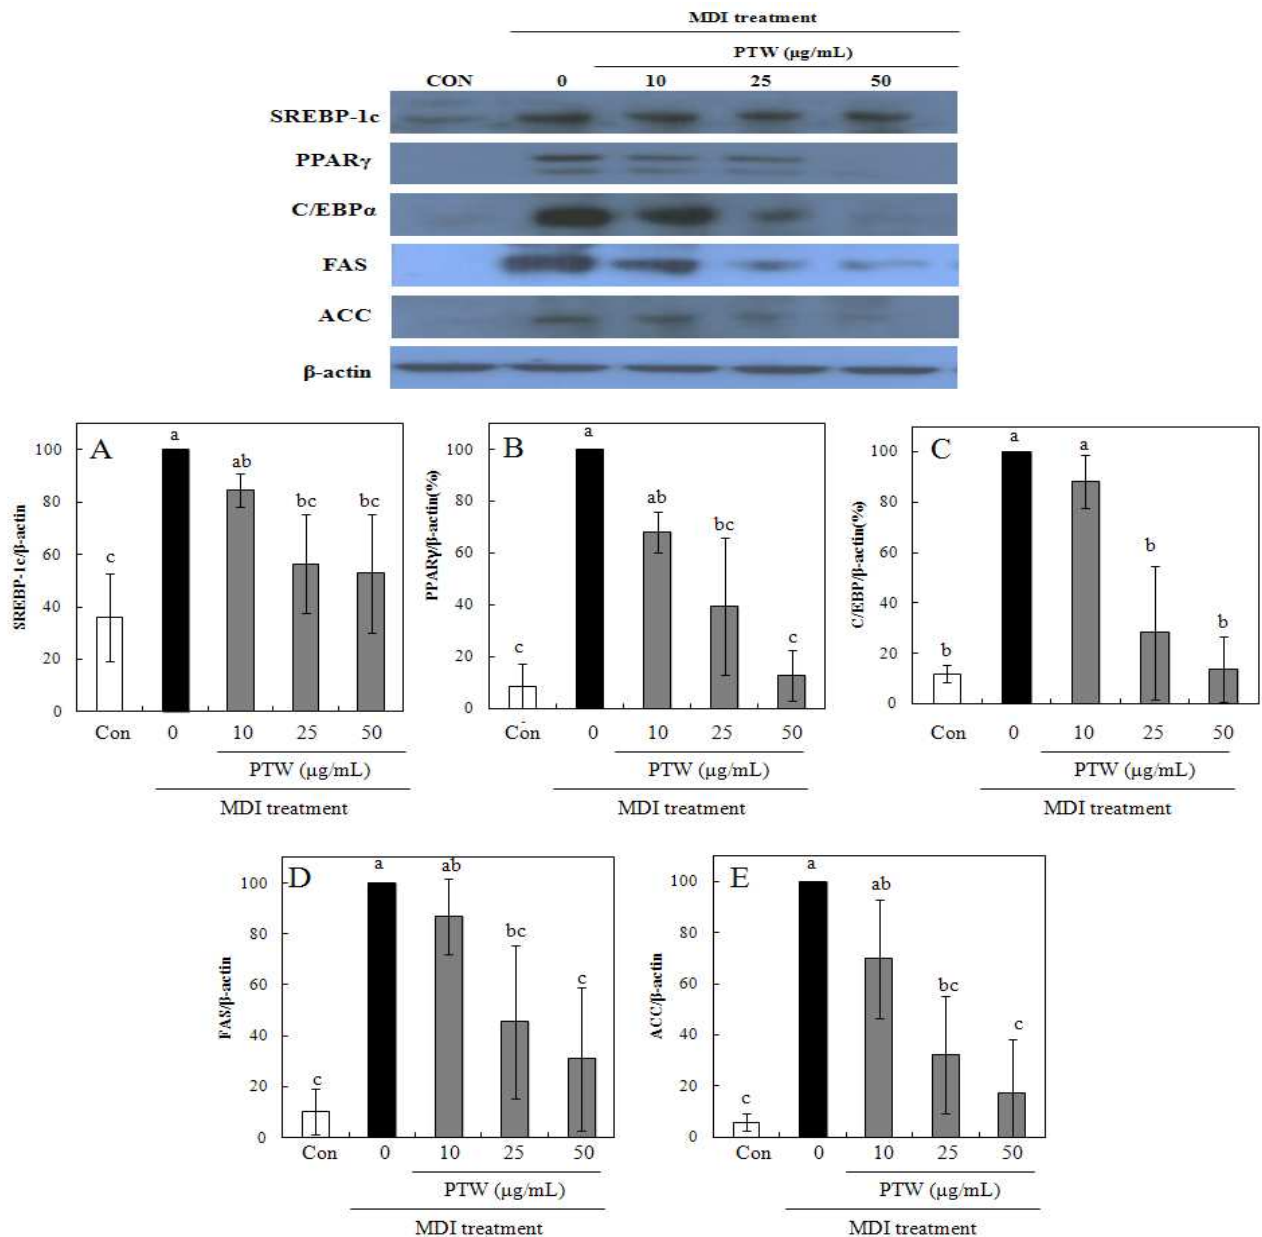 MDI treatment
PTW (μg/mL)
CON 0 10 25 50
SREBP-1c
PPARγ
C/EBPα
FAS
ACC
β-actin
A
SREBP-1c/β-actin
100
80
60
40
20
0
c a ab bc bc
Con 0 10 25 50
PTW (μg/mL)
MDI treatment
B
PPARγ/β-actin(%)
100
80
60
40
20
0
c a ab bc c
Con 0 10 25 50
PTW (μg/mL)
MDI treatment
C
C/EBP/β-actin(%)
100
80
60
40
20
0
b a a b b
Con 0 10 25 50
PTW (μg/mL)
MDI treatment
D
FAS/β-actin
100
80
60
40
20
0
c a ab bc c
Con 0 10 25 50
PTW (μg/mL)
MDI treatment
E
ACC/β-actin
100
80
60
40
20
0
c a ab bc c
Con 0 10 25 50
PTW (μg/mL)
MDI treatment